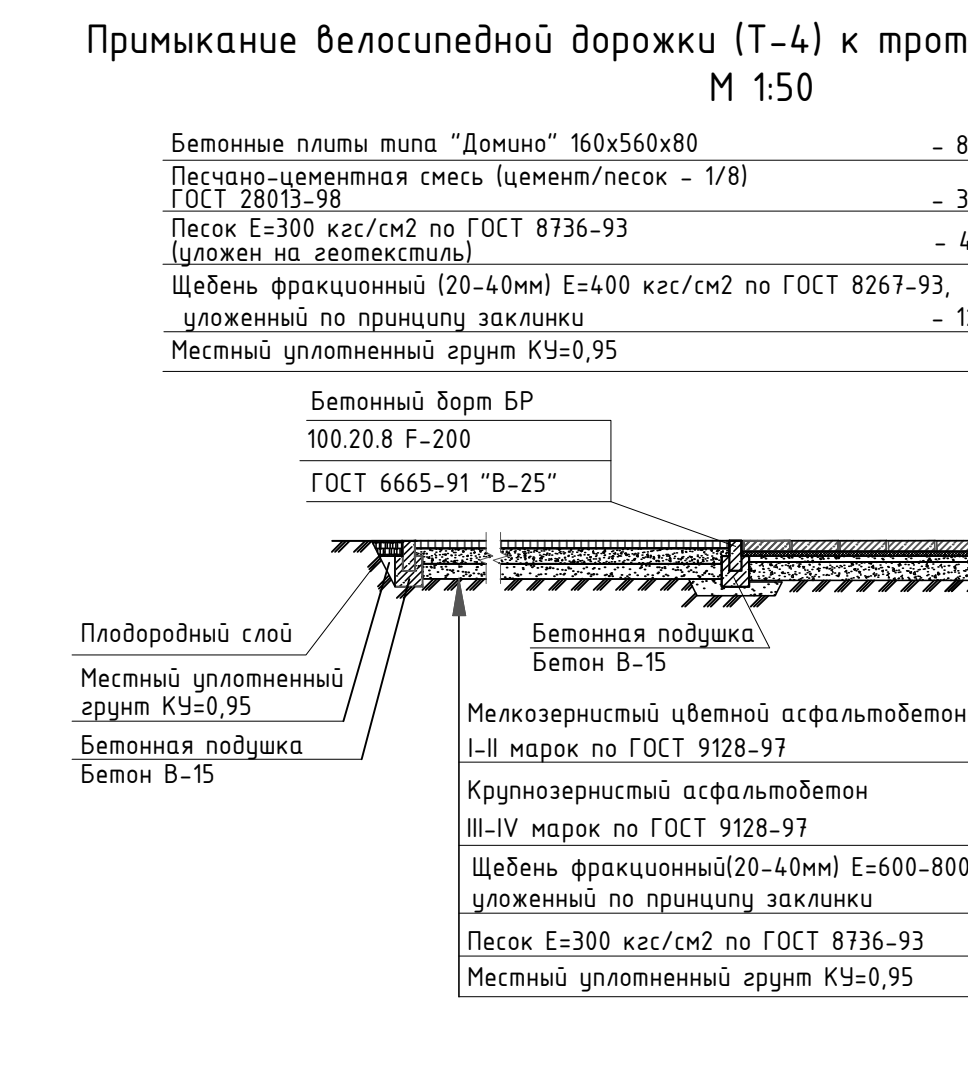 Примыкание велосипедной дорожки (Т-4) к
М 1:50
Бетонные плиты типа "Домино" 160х560х80
Песчано-цементная смесь (цемент/песок - 1/8)
ГОСТ 28013-98
Песок Е=300 кгс/см2 по ГОСТ 8736-93
(уложен на геотекстиль)
Щебень фракционный (20-40мм) Е=400 кгс/см2 по ГОСТ 8267-93,
уложенный по принципу заклинки
Местный уплотненный грунт КУ=0,95
Бетонный борт БР
100.20.8 F-200
ГОСТ 6665-91 "В-25"
Плодородный слой
Местный уплотненный
грунт КУ=0,95
Бетонная подушка
Бетон В-15
Бетонная подушка
Бетон В-15
Мелкозернистый цветной асфальтобетон
I-II марок по ГОСТ 9128-97
Крупнозернистый асфальтобетон
III-IV марок по ГОСТ 9128-97
Щебень фракционный(20-40мм) Е=600-800
уложенный по принципу заклинки
Песок Е=300 кгс/см2 по ГОСТ 8736-93
Местный уплотненный грунт КУ=0,95